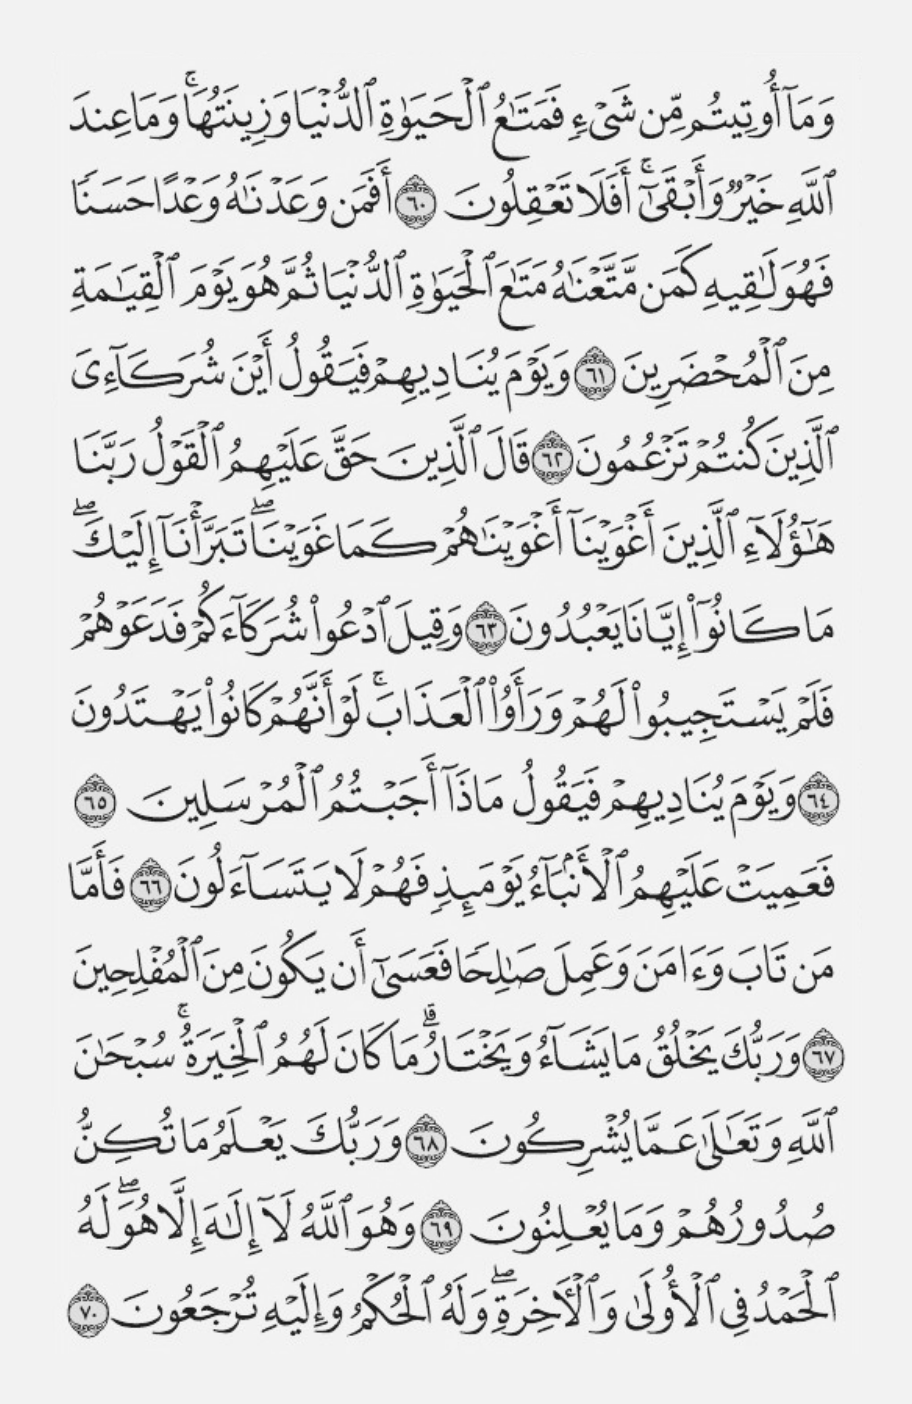 وَمَآ أُوتِيتُم مِّن شَىْءٍ فَمَتَـٰعُ ٱلْحَيَوٰةِ ٱلدُّنْيَا وَزِينَتُهَا ۚ وَمَا عِندَ
ٱللَّهِ خَيْرٌ وَأَبْقَىٰٓ ۚ أَفَلَا تَعْقِلُونَ ٦٠ أَفَمَن وَعَدْنَـٰهُ وَعْدًا حَسَنًا
فَهُوَ لَـٰقِيهِ كَمَن مَّتَّعْنَـٰهُ مَتَـٰعَ ٱلْحَيَوٰةِ ٱلدُّنْيَا ثُمَّ هُوَ يَوْمَ ٱلْقِيَـٰمَةِ
مِنَ ٱلْمُحْضَرِينَ ٦١ وَيَوْمَ يُنَادِيهِمْ فَيَقُولُ أَيْنَ شُرَكَآءِىَ
ٱلَّذِينَ كُنتُمْ تَزْعُمُونَ ٦٢ قَالَ ٱلَّذِينَ حَقَّ عَلَيْهِمُ ٱلْقَوْلُ رَبَّنَا
هَـٰٓؤُلَآءِ ٱلَّذِينَ أَغْوَيْنَآ أَغْوَيْنَـٰهُمْ كَمَا غَوَيْنَا ۖ تَبَرَّأْنَآ إِلَيْكَ ۖ
مَا كَانُوٓا۟ إِيَّانَا يَعْبُدُونَ ٦٣ وَقِيلَ ٱدْعُوا۟ شُرَكَآءَكُمْ فَدَعَوْهُمْ
فَلَمْ يَسْتَجِيبُوا۟ لَهُمْ وَرَأَوُا۟ ٱلْعَذَابَ ۚ لَوْ أَنَّهُمْ كَانُوا۟ يَهْتَدُونَ
٦٤ وَيَوْمَ يُنَادِيهِمْ فَيَقُولُ مَاذَآ أَجَبْتُمُ ٱلْمُرْسَلِينَ ٦٥
فَعَمِيَتْ عَلَيْهِمُ ٱلْأَنۢبَآءُ يَوْمَئِذٍ فَهُمْ لَا يَتَسَآءَلُونَ ٦٦ فَأَمَّا
مَن تَابَ وَءَامَنَ وَعَمِلَ صَـٰلِحًا فَعَسَىٰٓ أَن يَكُونَ مِنَ ٱلْمُفْلِحِينَ
٦٧ وَرَبُّكَ يَخْلُقُ مَا يَشَآءُ وَيَخْتَارُ ۗ مَا كَانَ لَهُمُ ٱلْخِيَرَةُ ۚ سُبْحَـٰنَ
ٱللَّهِ وَتَعَـٰلَىٰ عَمَّا يُشْرِكُونَ ٦٨ وَرَبُّكَ يَعْلَمُ مَا تُكِنُّ
صُدُورُهُمْ وَمَا يُعْلِنُونَ ٦٩ وَهُوَ ٱللَّهُ لَآ إِلَـٰهَ إِلَّا هُوَ ۖ لَهُ
ٱلْحَمْدُ فِى ٱلْأُولَىٰ وَٱلْـَٔاخِرَةِ ۖ وَلَهُ ٱلْحُكْمُ وَإِلَيْهِ تُرْجَعُونَ ٧٠